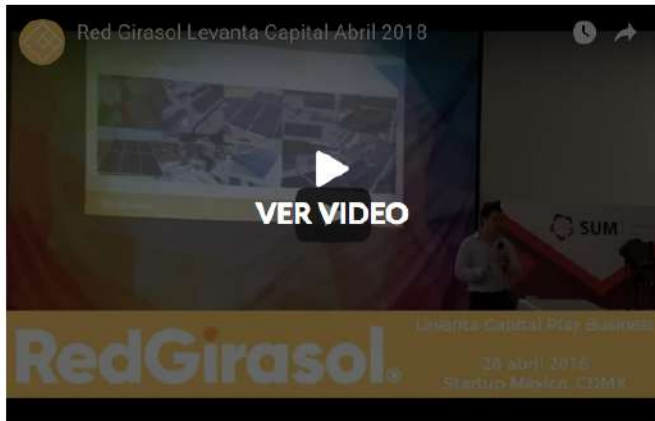 Red Girasol Levanta Capital Abril 2018
VER VIDEO
SUM
RedGirasol®
Levanta Capital Play Business
26 abril 2018
Startup México, CDMX